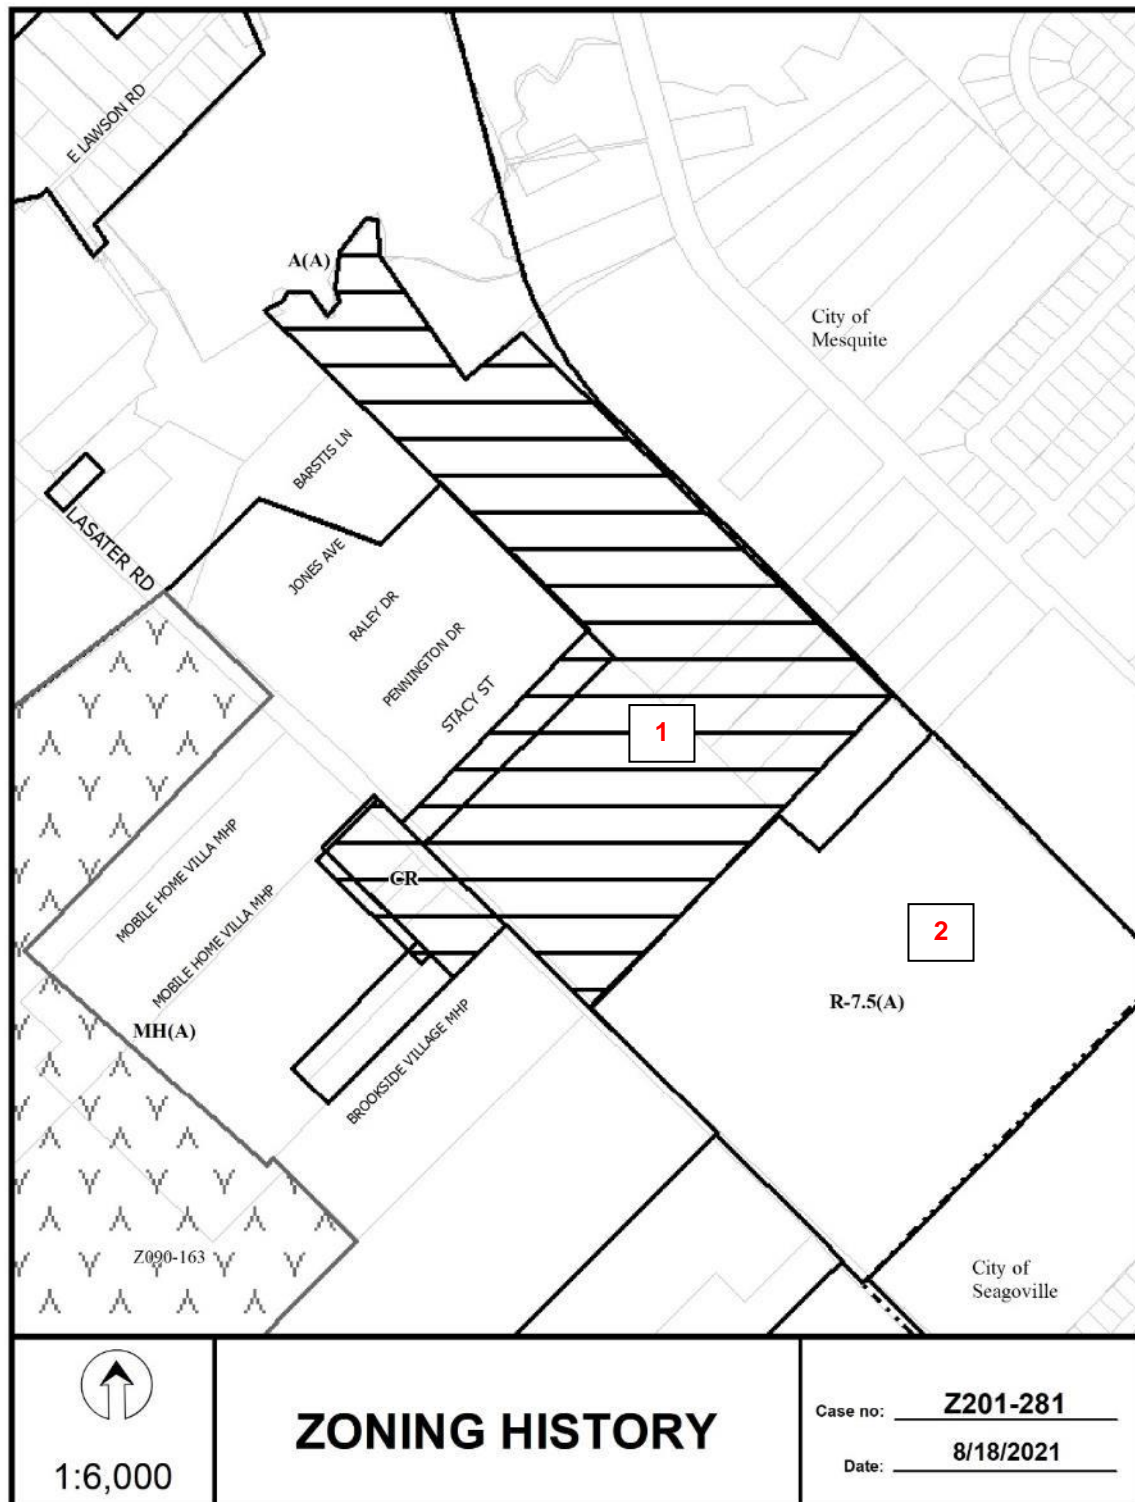 E LAWSON RD
A(A)
City of
Mesquite
BARSTIS LN
LASATER RD
JONES AVE
RALEY DR
PENNINGTON DR
STACY ST
1
MOBILE HOME VILLA MHP
CR
MOBILE HOME VILLA MHP
2
R-7.5(A)
MH(A)
BROOKSIDE VILLAGE MHP
Z090-163
City of
Seagoville
1:6,000
ZONING HISTORY
Case no: Z201-281
Date: 8/18/2021